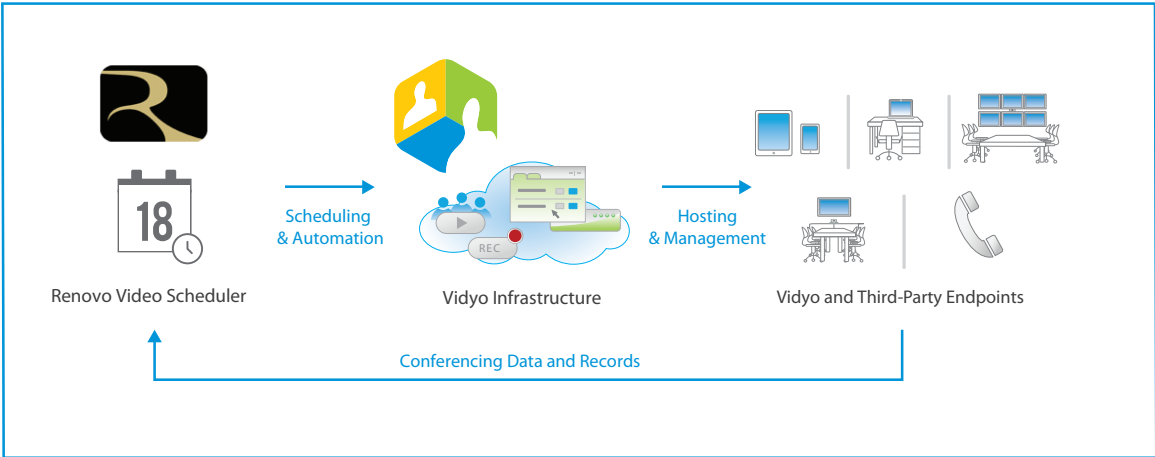 18
REC
Scheduling
& Automation
Hosting
& Management
Renovo Video Scheduler
Vidyo Infrastructure
Vidyo and Third-Party Endpoints
Conferencing Data and Records